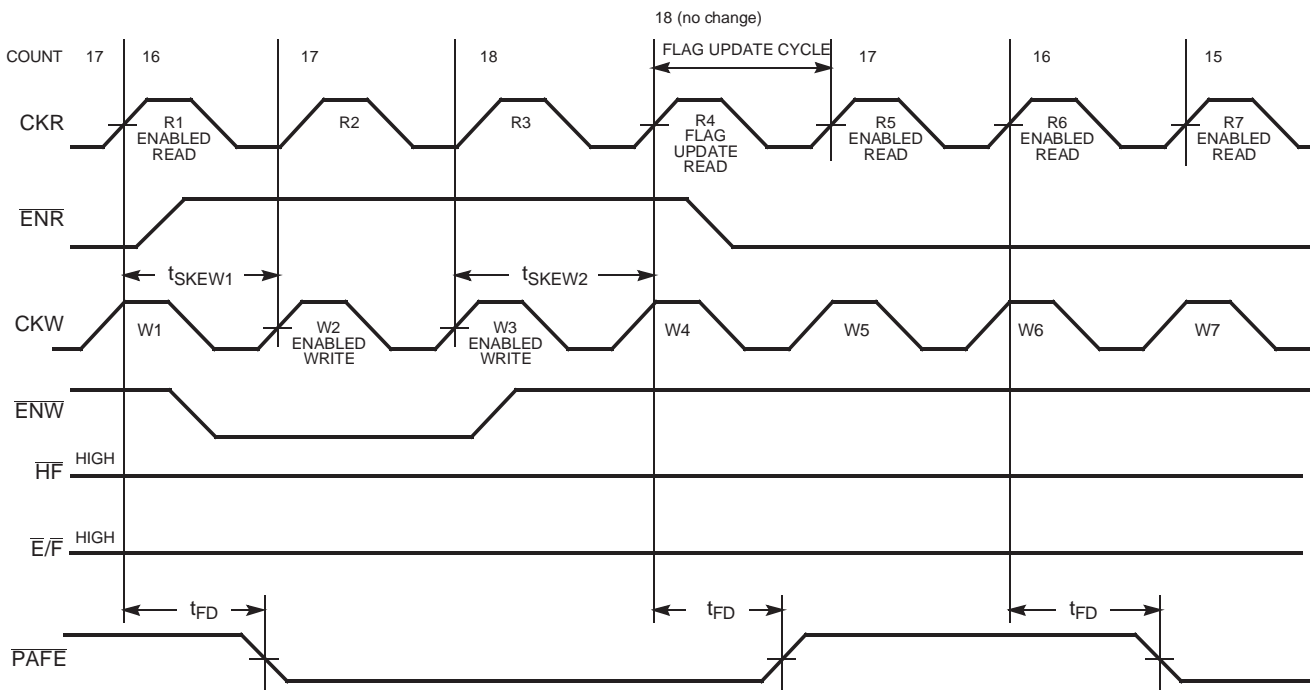 18 (no change)
COUNT 17 16 17 18 FLAG UPDATE CYCLE 17 16 15
CKR
R1
ENABLED
READ
R2
R3
R4
FLAG
UPDATE
READ
R5
ENABLED
READ
R6
ENABLED
READ
R7
ENABLED
READ
ENR
tSKEW1 tSKEW2
CKW
W1
W2
ENABLED
WRITE
W3
ENABLED
WRITE
W4
W5
W6
W7
ENW
HF HIGH
E/F HIGH
tFD tFD tFD
PAFE